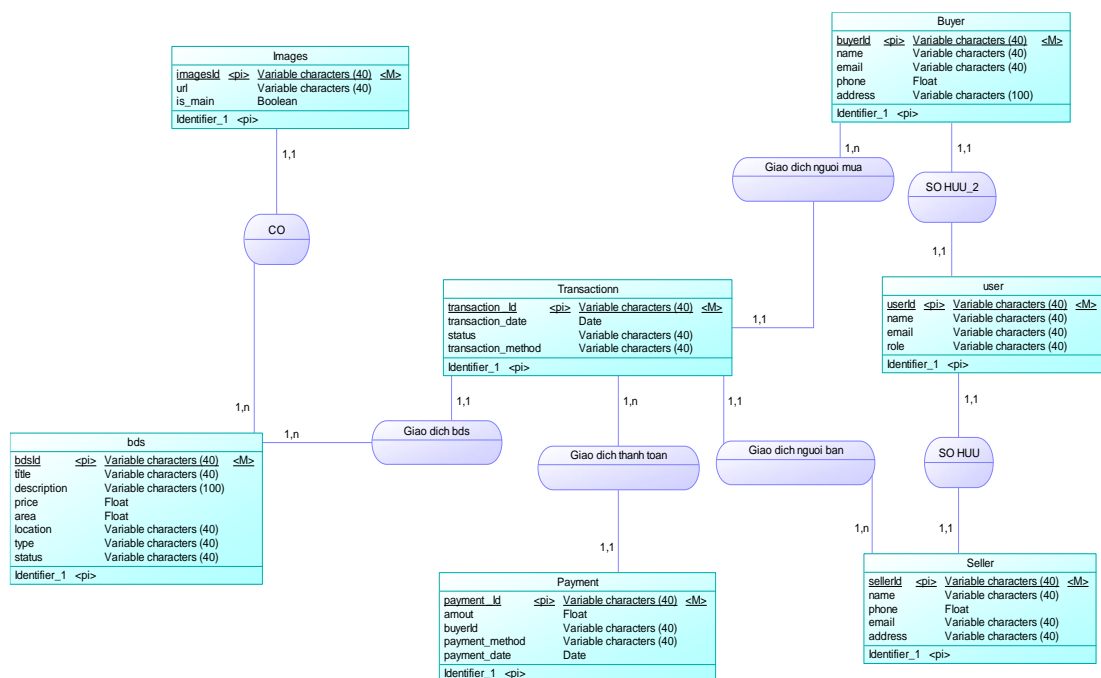 Buyer
buyerId <pi> Variable characters (40) <M>
name Variable characters (40)
email Variable characters (40)
phone Float
address Variable characters (100)
Identifier_1 <pi>
Images
imagesId <pi> Variable characters (40) <M>
url Variable characters (40)
is_main Boolean
Identifier_1 <pi>
1,1
1,n
1,1
Giao dich nguoi mua
SO HUU_2
CO
1,1
1,1
user
userId <pi> Variable characters (40) <M>
name Variable characters (40)
email Variable characters (40)
role Variable characters (40)
Identifier_1 <pi>
Transactionn
transaction_Id <pi> Variable characters (40) <M>
transaction_date Date
status Variable characters (40)
transaction_method Variable characters (40)
Identifier_1 <pi>
1,n
1,1
1,n
1,1
1,1
1,n
Giao dich bds
Giao dich thanh toan
Giao dich nguoi ban
SO HUU
bds
bdsId <pi> Variable characters (40) <M>
title Variable characters (40)
description Variable characters (100)
price Float
area Float
location Variable characters (40)
type Variable characters (40)
status Variable characters (40)
Identifier_1 <pi>
1,1
1,n
1,1
Payment
payment_Id <pi> Variable characters (40) <M>
amout Float
buyerId Variable characters (40)
payment_method Variable characters (40)
payment_date Date
Identifier_1 <pi>
Seller
sellerId <pi> Variable characters (40) <M>
name Variable characters (40)
phone Float
email Variable characters (40)
address Variable characters (40)
Identifier_1 <pi>